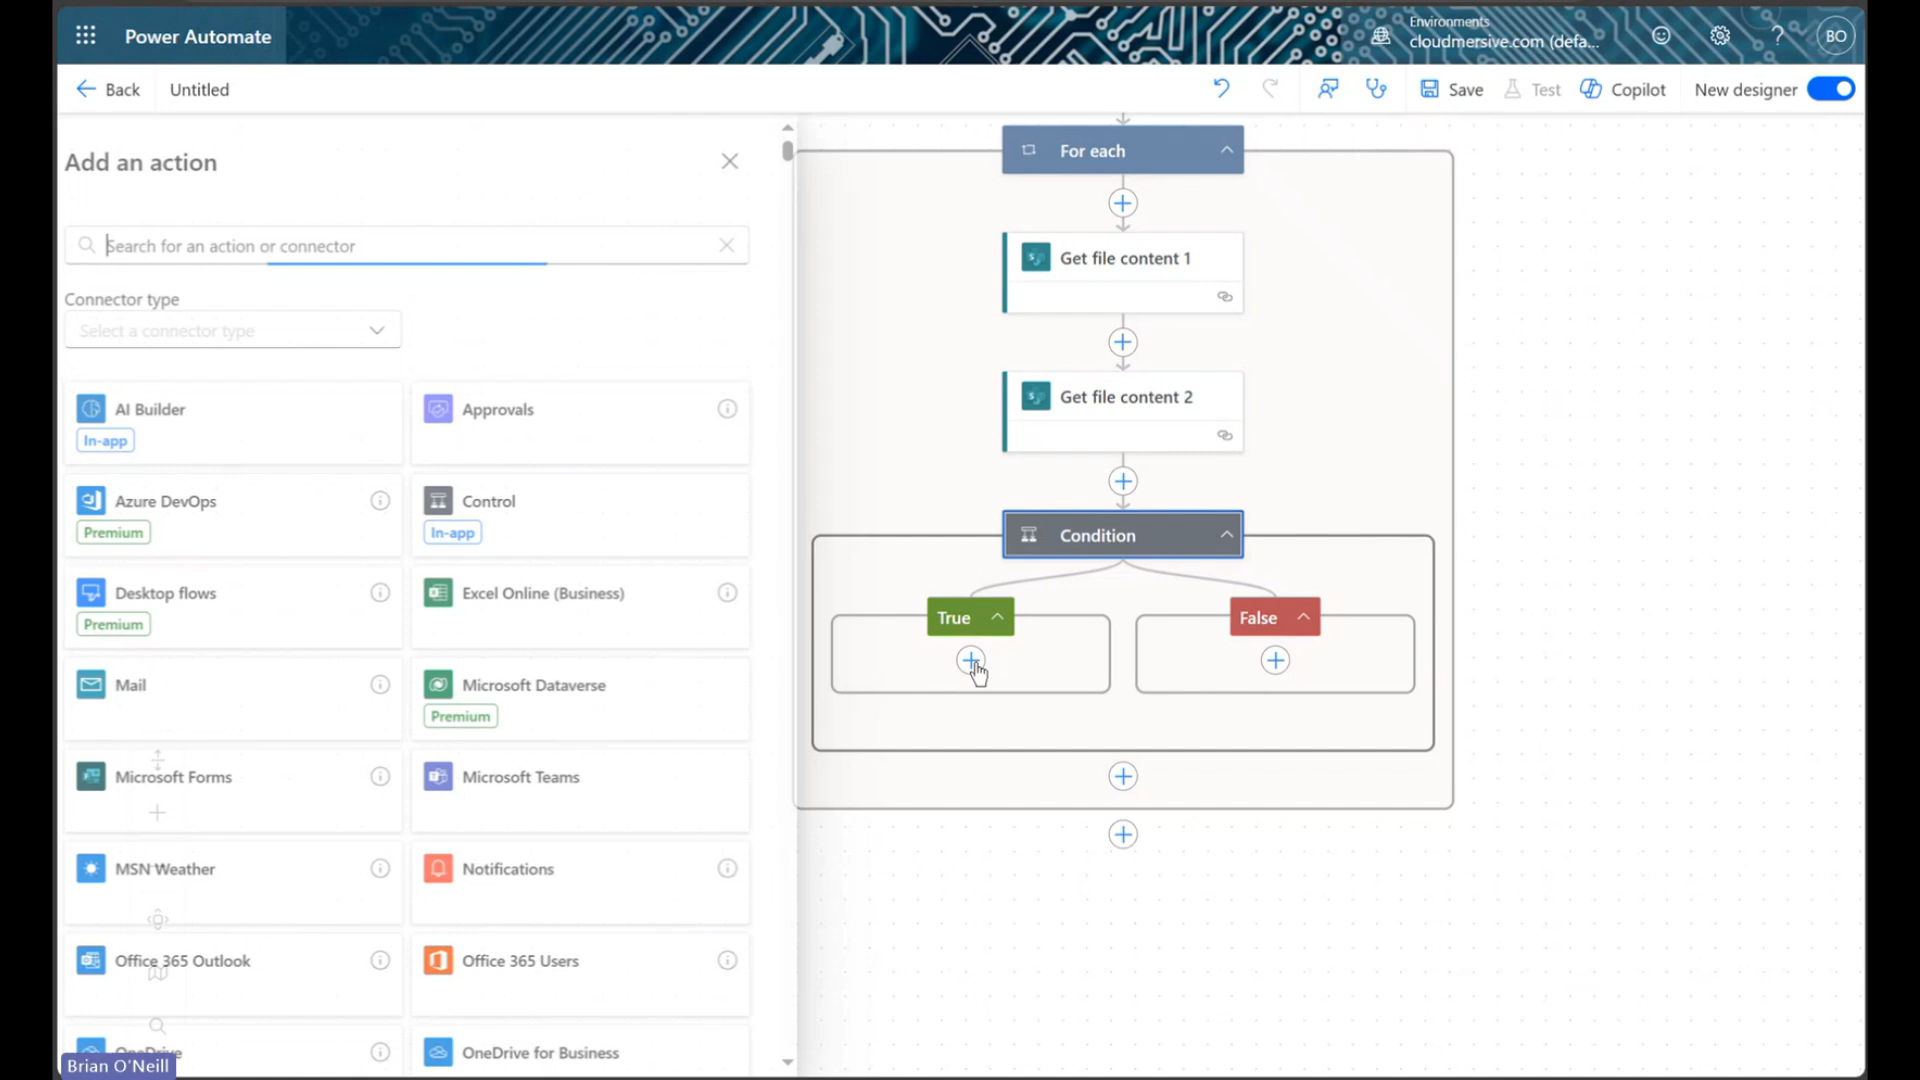 Power Automate
Environments
cloudmersive.com (defa...
BO
Back
Untitled
Save
Test
Copilot
New designer
Add an action
Search for an action or connector
Connector type
Select a connector type
AI Builder
In-app
Approvals
Azure DevOps
Premium
Control
In-app
Desktop flows
Premium
Excel Online (Business)
Mail
Microsoft Dataverse
Premium
Microsoft Forms
Microsoft Teams
MSN Weather
Notifications
Office 365 Outlook
Office 365 Users
OneDrive
OneDrive for Business
Brian O'Neill
For each
Get file content 1
Get file content 2
Condition
True
False